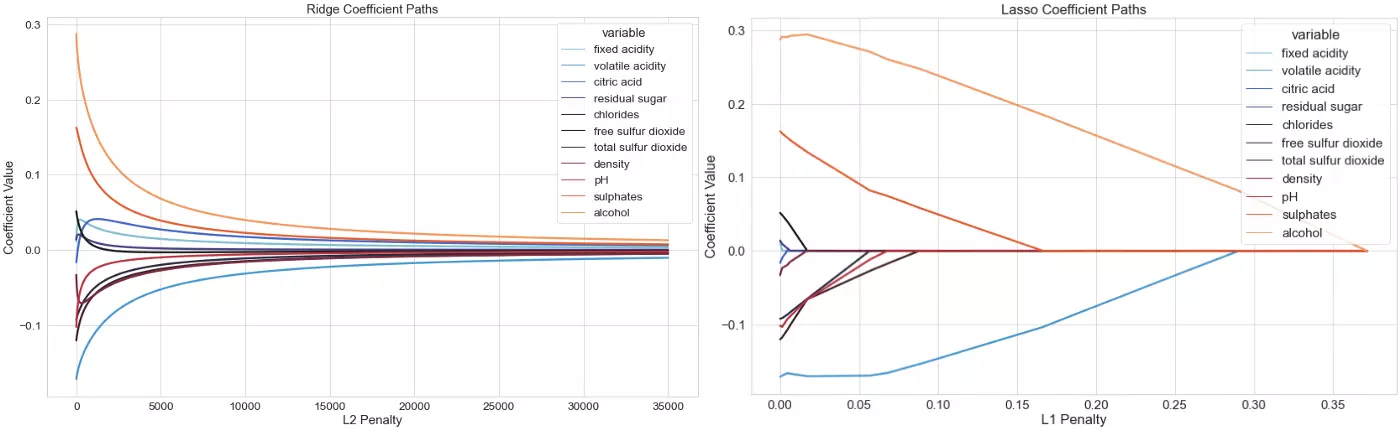 Ridge Coefficient Paths
Coefficient Value
0.3
0.2
0.1
0.0
−0.1
0
5000
10000
15000
20000
25000
30000
35000
L2 Penalty
variable
fixed acidity
volatile acidity
citric acid
residual sugar
chlorides
free sulfur dioxide
total sulfur dioxide
density
pH
sulphates
alcohol
Lasso Coefficient Paths
Coefficient Value
0.3
0.2
0.1
0.0
−0.1
0.00
0.05
0.10
0.15
0.20
0.25
0.30
0.35
L1 Penalty
variable
fixed acidity
volatile acidity
citric acid
residual sugar
chlorides
free sulfur dioxide
total sulfur dioxide
density
pH
sulphates
alcohol